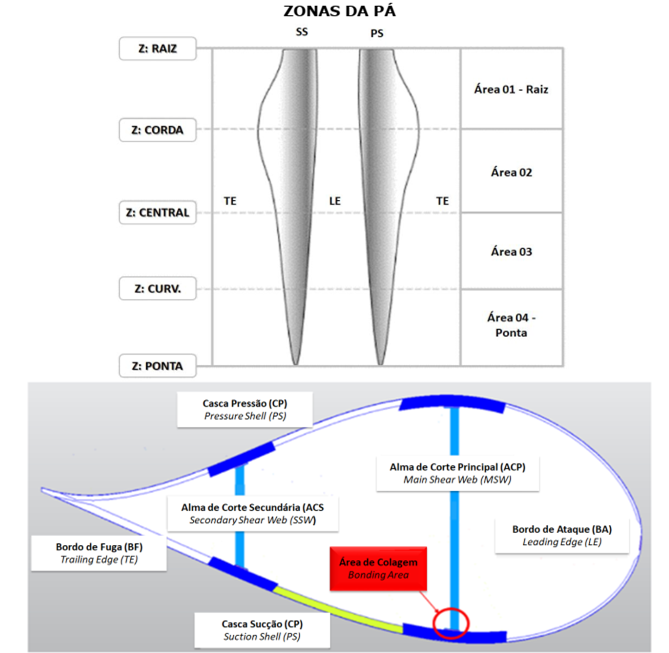 ZONAS DA PÁ
SS
PS
Z: RAIZ
Área 01 - Raiz
Z: CORDA
Área 02
TE
LE
TE
Z: CENTRAL
Área 03
Z: CURV.
Área 04 -
Ponta
Z: PONTA
Casca Pressão (CP)
Pressure Shell (PS)
Alma de Corte Principal (ACP)
Main Shear Web (MSW)
Alma de Corte Secundária (ACS
Secondary Shear Web (SSW)
Bordo de Ataque (BA)
Leading Edge (LE)
Bordo de Fuga (BF)
Trailing Edge (TE)
Área de Colagem
Bonding Area
Casca Sucção (CP)
Suction Shell (PS)